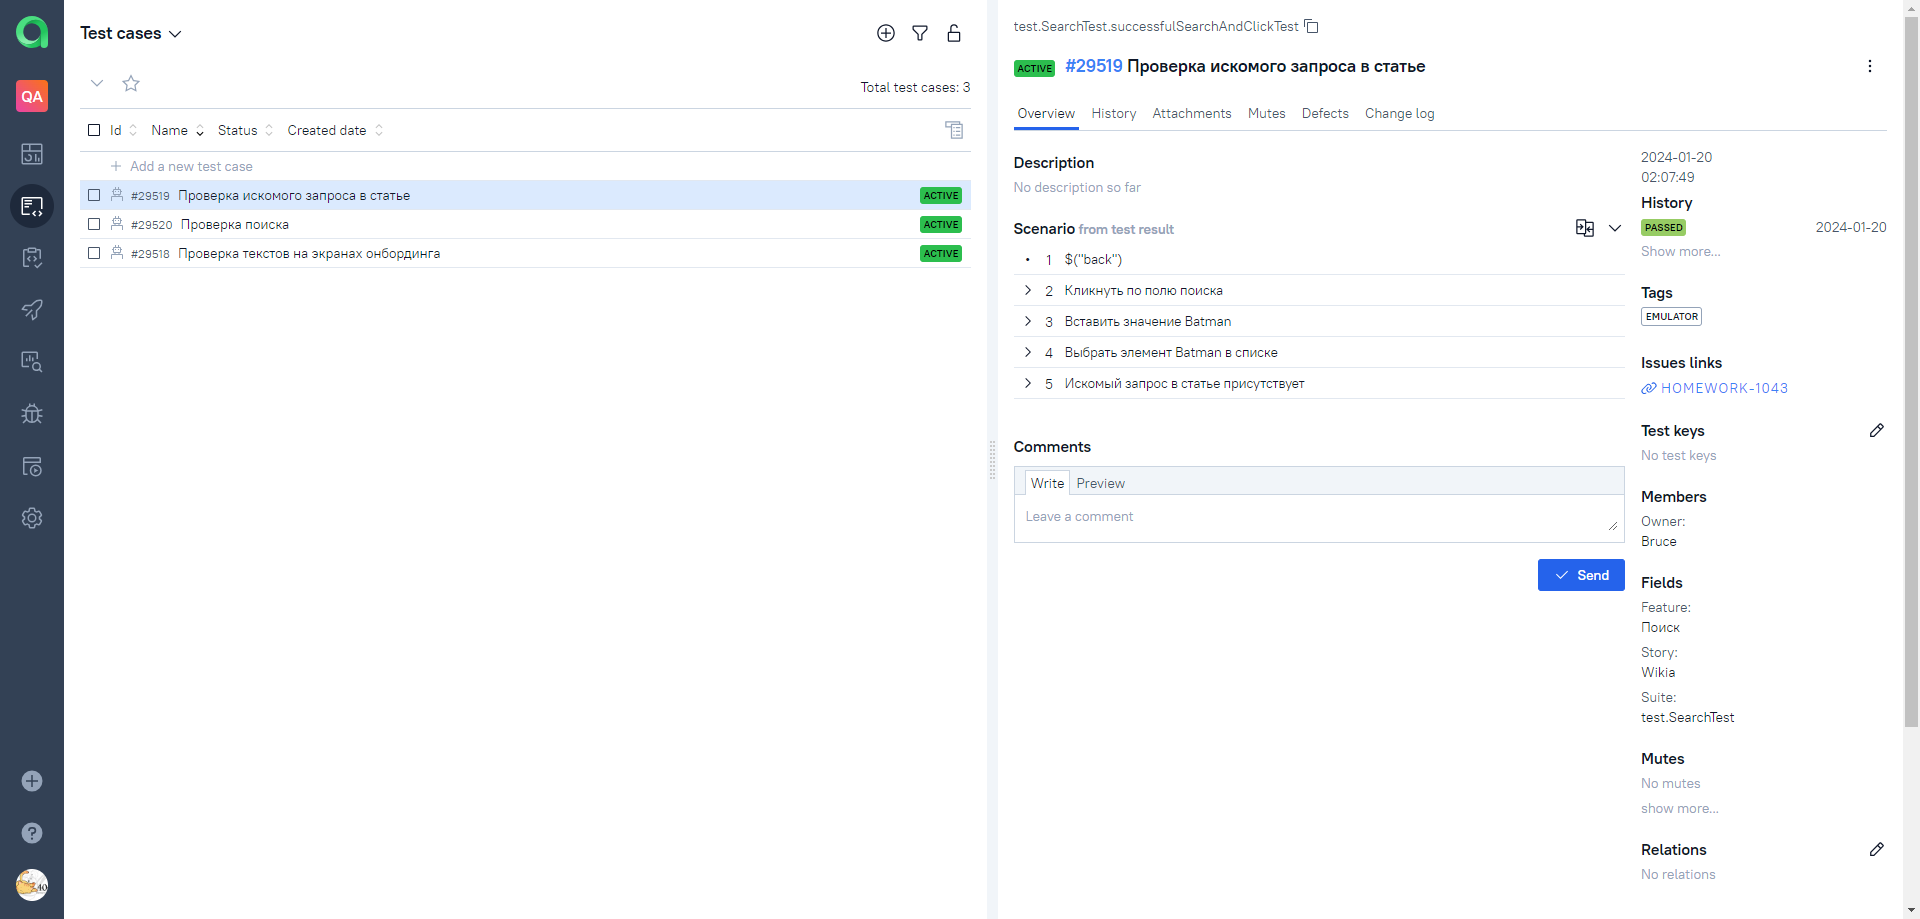 QA
Test cases
Total test cases: 3
Id Name Status Created date
Add a new test case
#29519 Проверка искомого запроса в статье ACTIVE
#29520 Проверка поиска ACTIVE
#29518 Проверка текстов на экранах онбординга ACTIVE
test.SearchTest.successfulSearchAndClickTest
ACTIVE #29519 Проверка искомого запроса в статье
Overview History Attachments Mutes Defects Change log
Description
No description so far
Scenario from test result
• 1 $("back")
2 Кликнуть по полю поиска
3 Вставить значение Batman
4 Выбрать элемент Batman в списке
5 Искомый запрос в статье присутствует
Comments
Write Preview
Leave a comment
Send
2024-01-20
02:07:49
History
PASSED 2024-01-20
Show more...
Tags
EMULATOR
Issues links
HOMEWORK-1043
Test keys
No test keys
Members
Owner:
Bruce
Fields
Feature:
Поиск
Story:
Wikia
Suite:
test.SearchTest
Mutes
No mutes
show more...
Relations
No relations